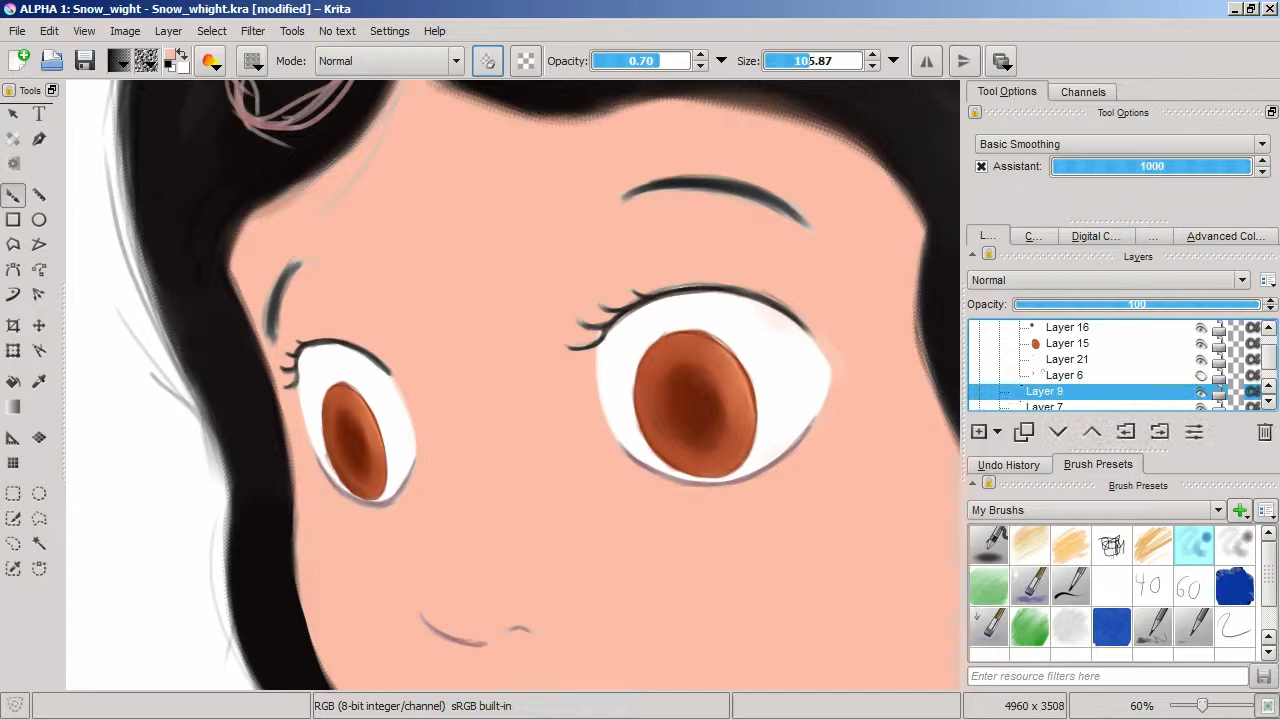 ALPHA 1: Snow_wight - Snow_whight.kra [modified] – Krita
File Edit View Image Layer Select Filter Tools No text Settings Help
Mode: Normal Opacity: 0.70 Size: 105.87
Tools
T
Tool Options Channels
Tool Options
Basic Smoothing
Assistant: 1000
L... C... Digital C... ... Advanced Col...
Layers
Normal
Opacity: 100
Layer 16
Layer 15
Layer 21
Layer 6
Layer 9
Layer 7
Undo History Brush Presets
Brush Presets
My Brushes
40 60
Enter resource filters here
RGB (8-bit integer/channel) sRGB built-in 4960 x 3508 60%